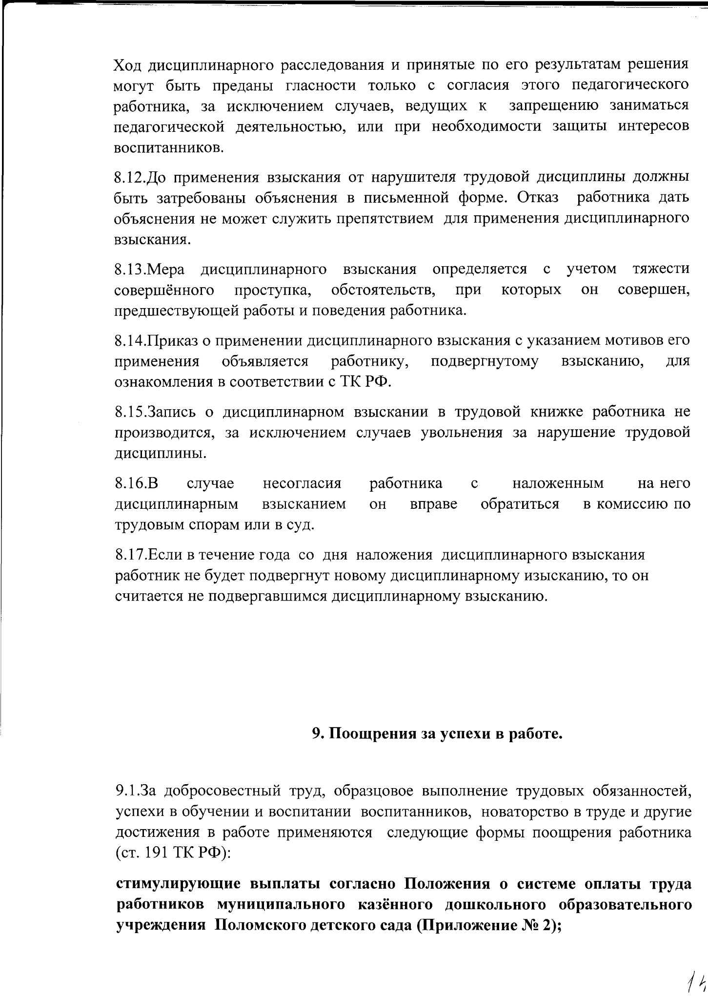 Ход дисциплинарного расследования и принятые по его результатам решения
могут быть преданы гласности только с согласия этого педагогического
работника, за исключением случаев, ведущих к запрещению заниматься
педагогической деятельностью, или при необходимости защиты интересов
воспитанников.
8.12.До применения взыскания от нарушителя трудовой дисциплины должны
быть затребованы объяснения в письменной форме. Отказ работника дать
объяснения не может служить препятствием для применения дисциплинарного
взыскания.
8.13.Мера дисциплинарного взыскания определяется с учетом тяжести
совершённого проступка, обстоятельств, при которых он совершен,
предшествующей работы и поведения работника.
8.14.Приказ о применении дисциплинарного взыскания с указанием мотивов его
применения объявляется работнику, подвергнутому взысканию, для
ознакомления в соответствии с ТК РФ.
8.15.Запись о дисциплинарном взыскании в трудовой книжке работника не
производится, за исключением случаев увольнения за нарушение трудовой
дисциплины.
8.16.В случае несогласия работника с наложенным на него
дисциплинарным взысканием он вправе обратиться в комиссию по
трудовым спорам или в суд.
8.17.Если в течение года со дня наложения дисциплинарного взыскания
работник не будет подвергнут новому дисциплинарному изысканию, то он
считается не подвергавшимся дисциплинарному взысканию.
9. Поощрения за успехи в работе.
9.1.За добросовестный труд, образцовое выполнение трудовых обязанностей,
успехи в обучении и воспитании воспитанников, новаторство в труде и другие
достижения в работе применяются следующие формы поощрения работника
(ст. 191 ТК РФ):
стимулирующие выплаты согласно Положения о системе оплаты труда
работников муниципального казённого дошкольного образовательного
учреждения Поломского детского сада (Приложение № 2);